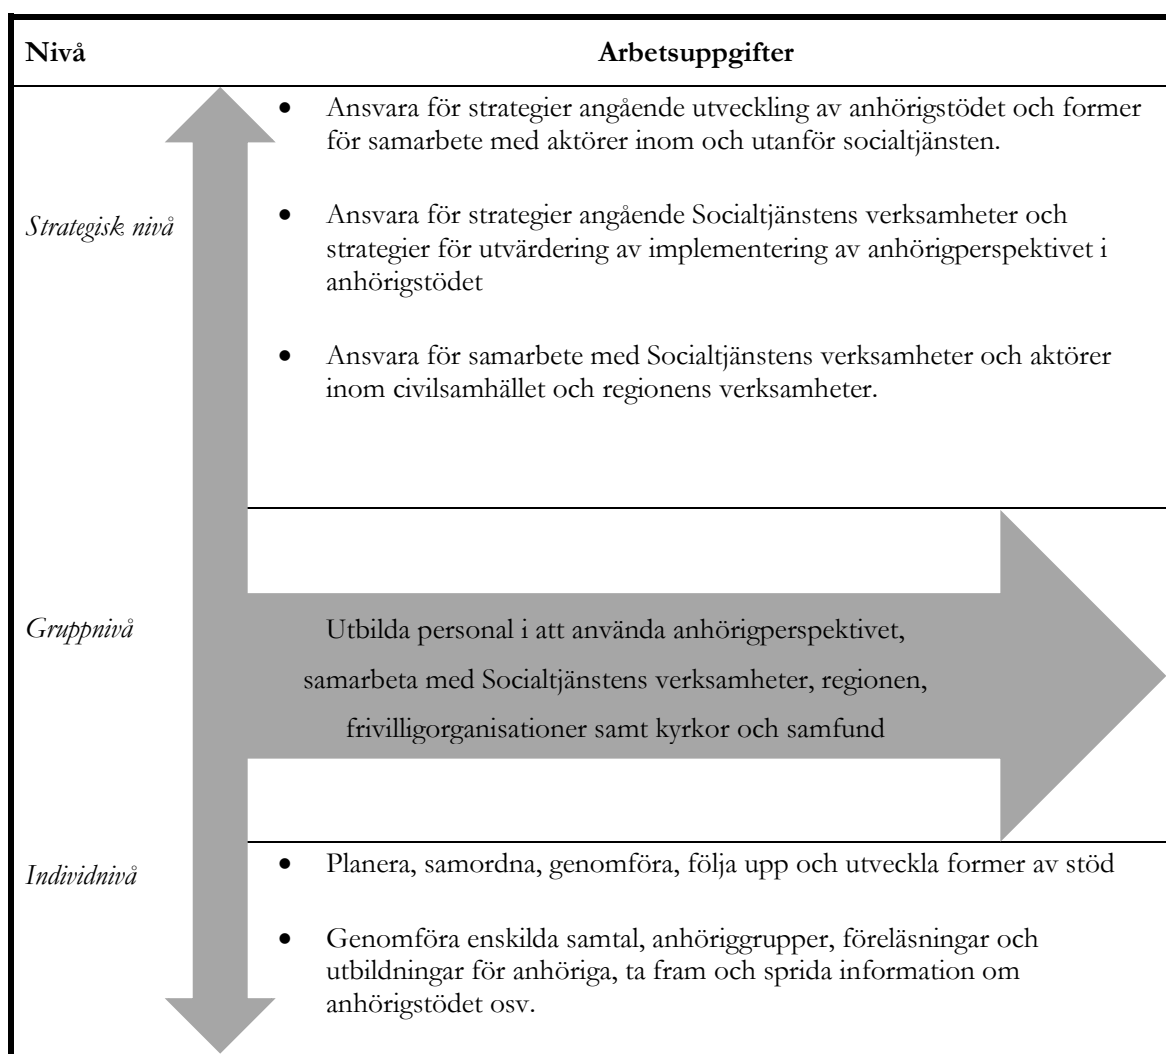 Nivå Arbetsuppgifter
• Ansvara för strategier angående utveckling av anhörigstödet och former
för samarbete med aktörer inom och utanför socialtjänsten.
Strategisk nivå
• Ansvara för strategier angående Socialtjänstens verksamheter och
strategier för utvärdering av implementering av anhörigperspektivet i
anhörigstödet
• Ansvara för samarbete med Socialtjänstens verksamheter och aktörer
inom civilsamhället och regionens verksamheter.
Gruppnivå
Utbilda personal i att använda anhörigperspektivet,
samarbeta med Socialtjänstens verksamheter, regionen,
frivilligorganisationer samt kyrkor och samfund
Individnivå
• Planera, samordna, genomföra, följa upp och utveckla former av stöd
• Genomföra enskilda samtal, anhöriggrupper, föreläsningar och
utbildningar för anhöriga, ta fram och sprida information om
anhörigstödet osv.